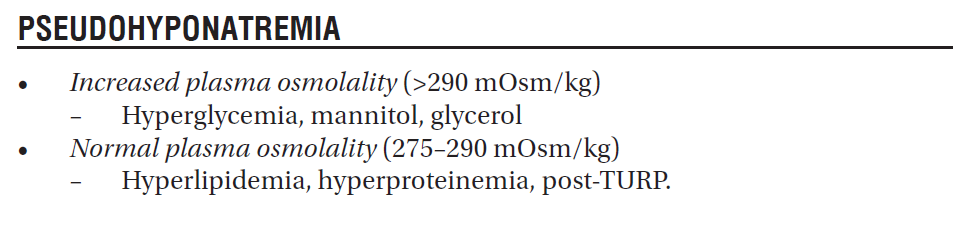 PSEUDOHYPONATREMIA
• Increased plasma osmolality (>290 mOsm/kg)
– Hyperglycemia, mannitol, glycerol
• Normal plasma osmolality (275–290 mOsm/kg)
– Hyperlipidemia, hyperproteinemia, post-TURP.